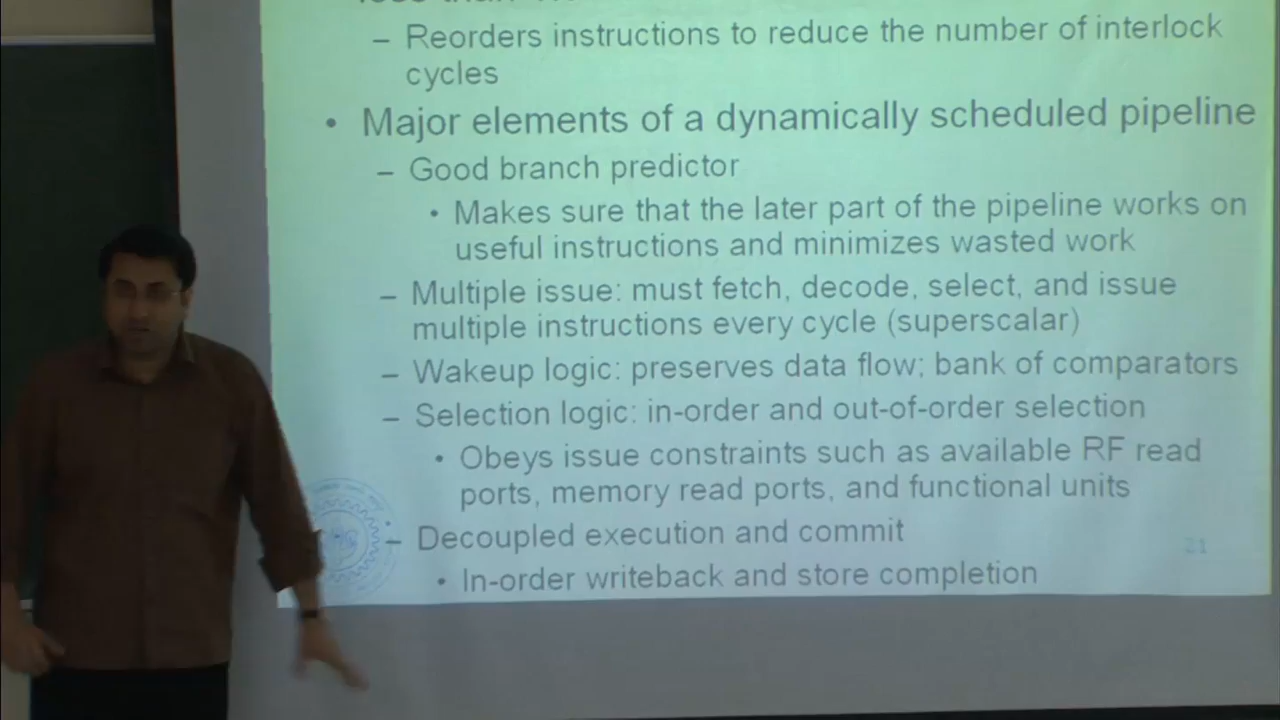 – Reorders instructions to reduce the number of interlock
cycles
• Major elements of a dynamically scheduled pipeline
– Good branch predictor
• Makes sure that the later part of the pipeline works on
useful instructions and minimizes wasted work
– Multiple issue: must fetch, decode, select, and issue
multiple instructions every cycle (superscalar)
– Wakeup logic: preserves data flow; bank of comparators
– Selection logic: in-order and out-of-order selection
• Obeys issue constraints such as available RF read
ports, memory read ports, and functional units
– Decoupled execution and commit
• In-order writeback and store completion
21